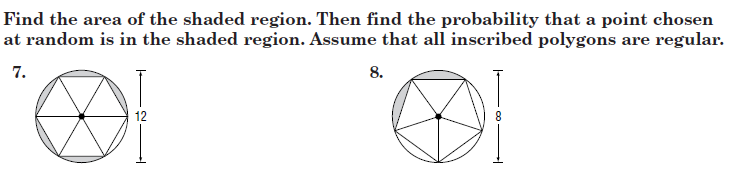 Find the area of the shaded region. Then find the probability that a point chosen
at random is in the shaded region. Assume that all inscribed polygons are regular.
7.
12
8.
8